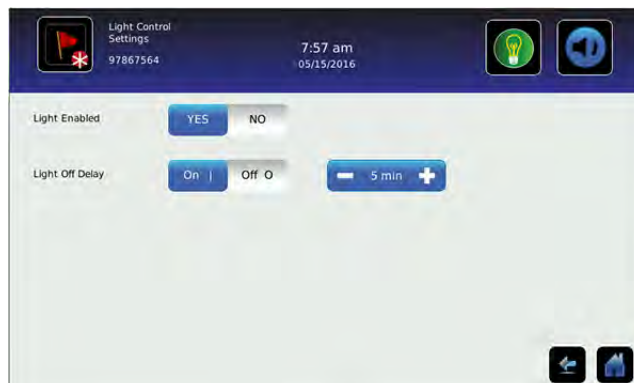 Light Control
Settings
97867564
7:57 am
05/15/2016
Light Enabled
YES
NO
Light Off Delay
On |
Off O
5 min